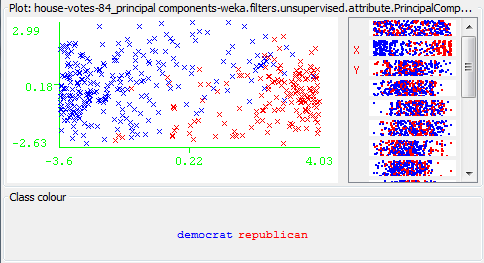 Plot: house-votes-84_principal components-weka.filters.unsupervised.attribute.PrincipalComp...
2.99
X
Y
0.18
-2.63
-3.6 0.22 4.03
Class colour
democrat republican